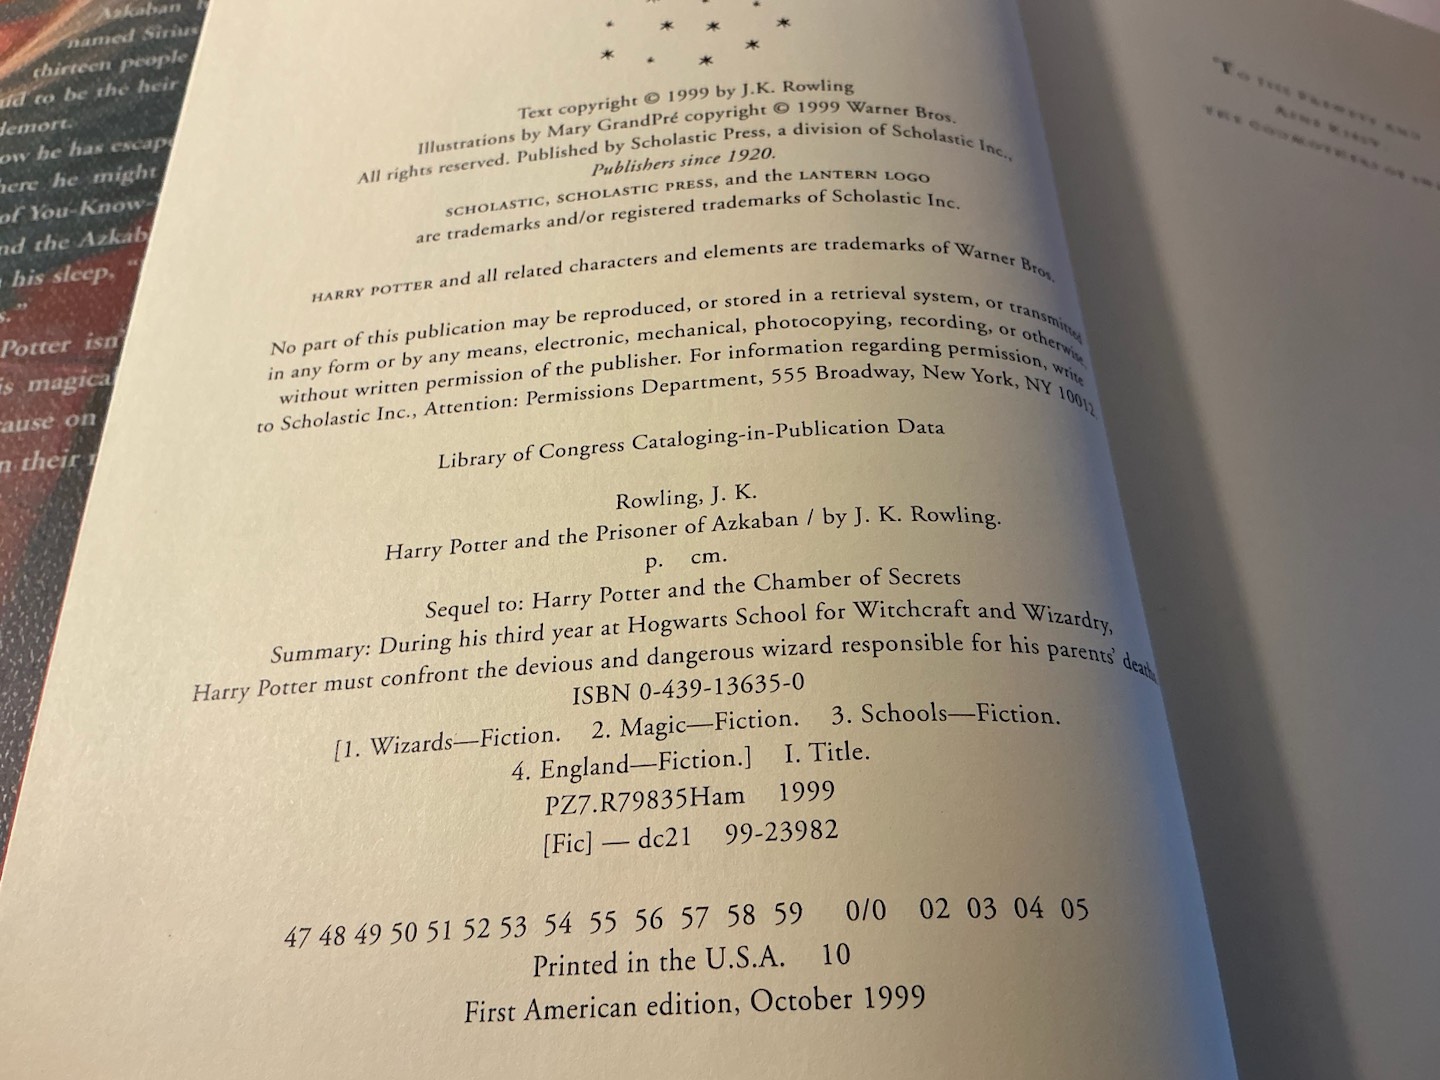 Azkaban
named Sirius
thirteen people
to be the heir
he has escap
here he might
of You-Know-
nd the Azkab
his sleep, "
"
Potter isn
s magica
ause on
n their
Text copyright © 1999 by J.K. Rowling
Illustrations by Mary GrandPré copyright © 1999 Warner Bros.
All rights reserved. Published by Scholastic Press, a division of Scholastic Inc.,
Publishers since 1920.
SCHOLASTIC, SCHOLASTIC PRESS, and the LANTERN LOGO
are trademarks and/or registered trademarks of Scholastic Inc.
HARRY POTTER and all related characters and elements are trademarks of Warner Bros.
No part of this publication may be reproduced, or stored in a retrieval system, or transmitted
in any form or by any means, electronic, mechanical, photocopying, recording, or otherwise,
without written permission of the publisher. For information regarding permission, write
to Scholastic Inc., Attention: Permissions Department, 555 Broadway, New York, NY 10012.
Library of Congress Cataloging-in-Publication Data
Rowling, J. K.
Harry Potter and the Prisoner of Azkaban / by J. K. Rowling.
p. cm.
Sequel to: Harry Potter and the Chamber of Secrets
Summary: During his third year at Hogwarts School for Witchcraft and Wizardry,
Harry Potter must confront the devious and dangerous wizard responsible for his parents' deaths.
ISBN 0-439-13635-0
[1. Wizards—Fiction. 2. Magic—Fiction. 3. Schools—Fiction.
4. England—Fiction.] I. Title.
PZ7.R79835Ham 1999
[Fic] — dc21 99-23982
47 48 49 50 51 52 53 54 55 56 57 58 59 0/0 02 03 04 05
Printed in the U.S.A. 10
First American edition, October 1999
TO
AND
THE GODMOTHERS OF